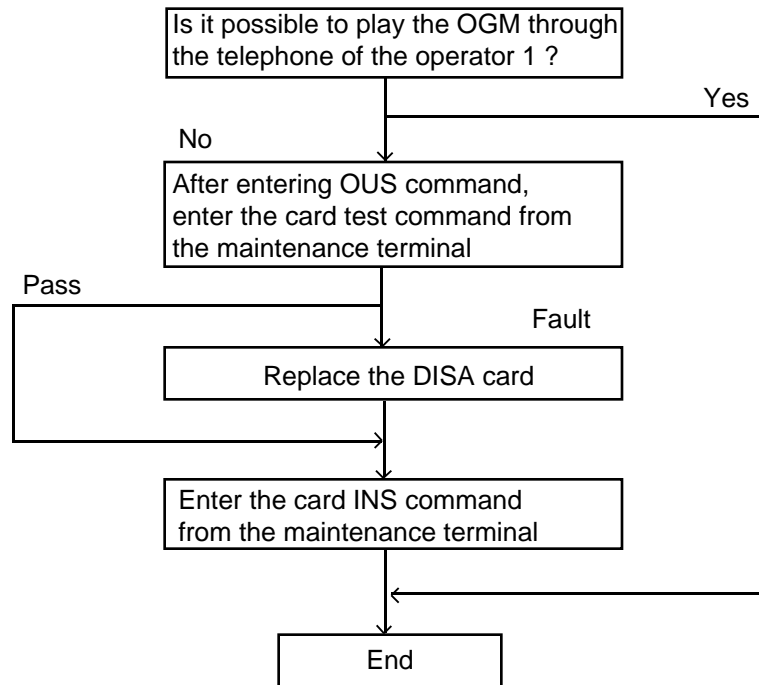 Is it possible to play the OGM through
the telephone of the operator 1 ?
Yes
No
After entering OUS command,
enter the card test command from
the maintenance terminal
Pass
Fault
Replace the DISA card
Enter the card INS command
from the maintenance terminal
End